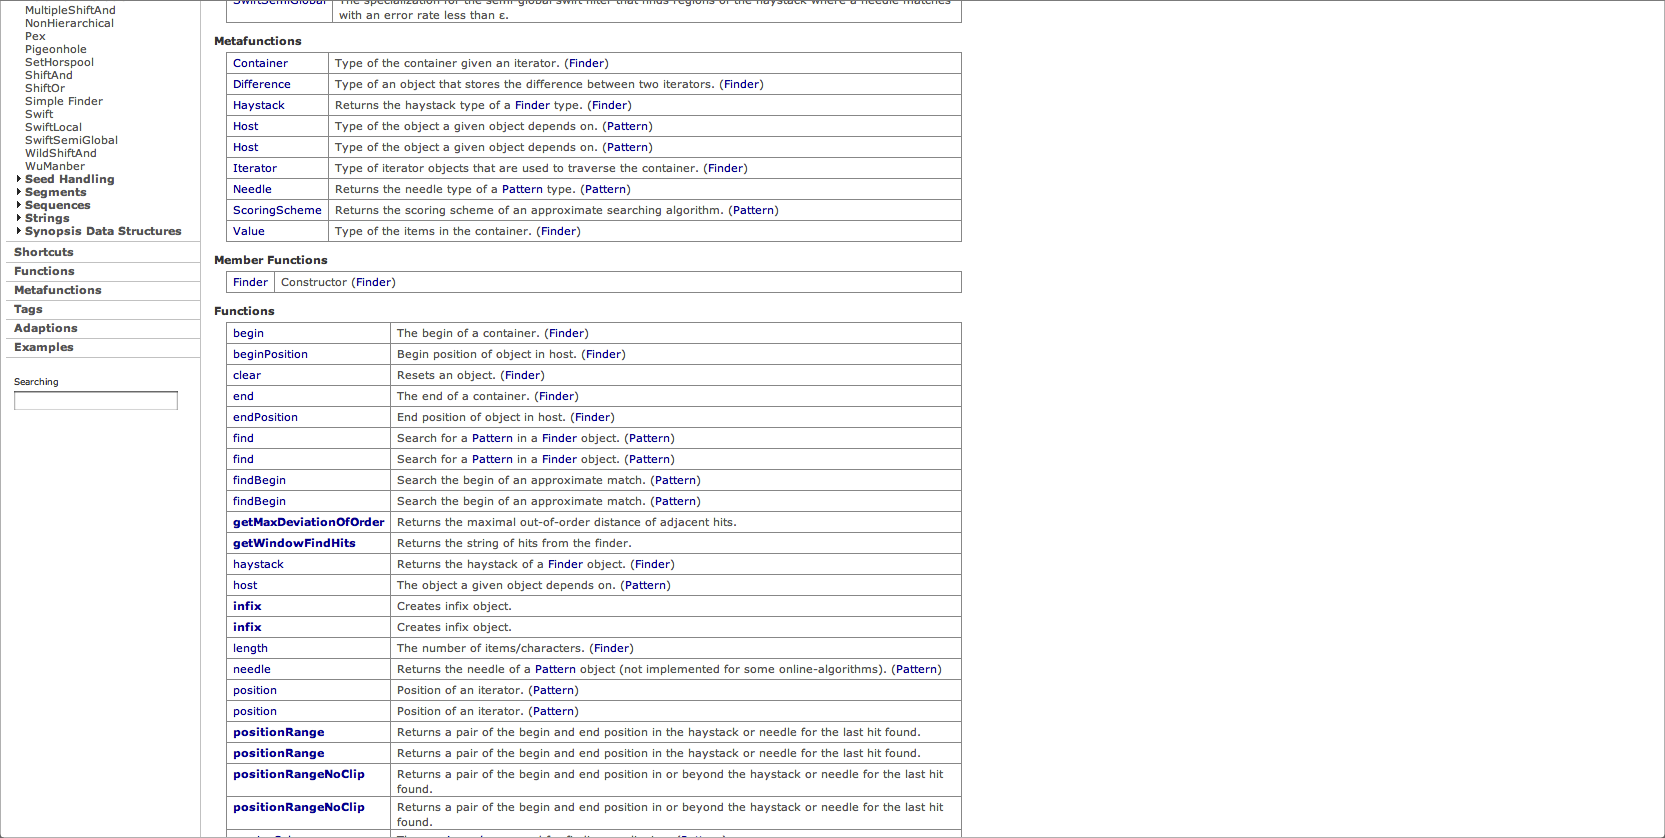 MultipleShiftAnd
NonHierarchical
Pex
Pigeonhole
SetHorspool
ShiftAnd
ShiftOr
Simple Finder
Swift
SwiftLocal
SwiftSemiGlobal
WildShiftAnd
WuManber
Seed Handling
Segments
Sequences
Strings
Synopsis Data Structures
Shortcuts
Functions
Metafunctions
Tags
Adaptions
Examples
Searching
SwiftSemiGlobal The specialization for the semi-global swift filter that finds regions of the haystack where a needle matches
with an error rate less than ε.
Metafunctions
Container Type of the container given an iterator. (Finder)
Difference Type of an object that stores the difference between two iterators. (Finder)
Haystack Returns the haystack type of a Finder type. (Finder)
Host Type of the object a given object depends on. (Pattern)
Host Type of the object a given object depends on. (Pattern)
Iterator Type of iterator objects that are used to traverse the container. (Finder)
Needle Returns the needle type of a Pattern type. (Pattern)
ScoringScheme Returns the scoring scheme of an approximate searching algorithm. (Pattern)
Value Type of the items in the container. (Finder)
Member Functions
Finder Constructor (Finder)
Functions
begin The begin of a container. (Finder)
beginPosition Begin position of object in host. (Finder)
clear Resets an object. (Finder)
end The end of a container. (Finder)
endPosition End position of object in host. (Finder)
find Search for a Pattern in a Finder object. (Pattern)
find Search for a Pattern in a Finder object. (Pattern)
findBegin Search the begin of an approximate match. (Pattern)
findBegin Search the begin of an approximate match. (Pattern)
getMaxDeviationOfOrder Returns the maximal out-of-order distance of adjacent hits.
getWindowFindHits Returns the string of hits from the finder.
haystack Returns the haystack of a Finder object. (Finder)
host The object a given object depends on. (Pattern)
infix Creates infix object.
infix Creates infix object.
length The number of items/characters. (Finder)
needle Returns the needle of a Pattern object (not implemented for some online-algorithms). (Pattern)
position Position of an iterator. (Pattern)
position Position of an iterator. (Pattern)
positionRange Returns a pair of the begin and end position in the haystack or needle for the last hit found.
positionRange Returns a pair of the begin and end position in the haystack or needle for the last hit found.
positionRangeNoClip Returns a pair of the begin and end position in or beyond the haystack or needle for the last hit
found.
positionRangeNoClip Returns a pair of the begin and end position in or beyond the haystack or needle for the last hit
found.